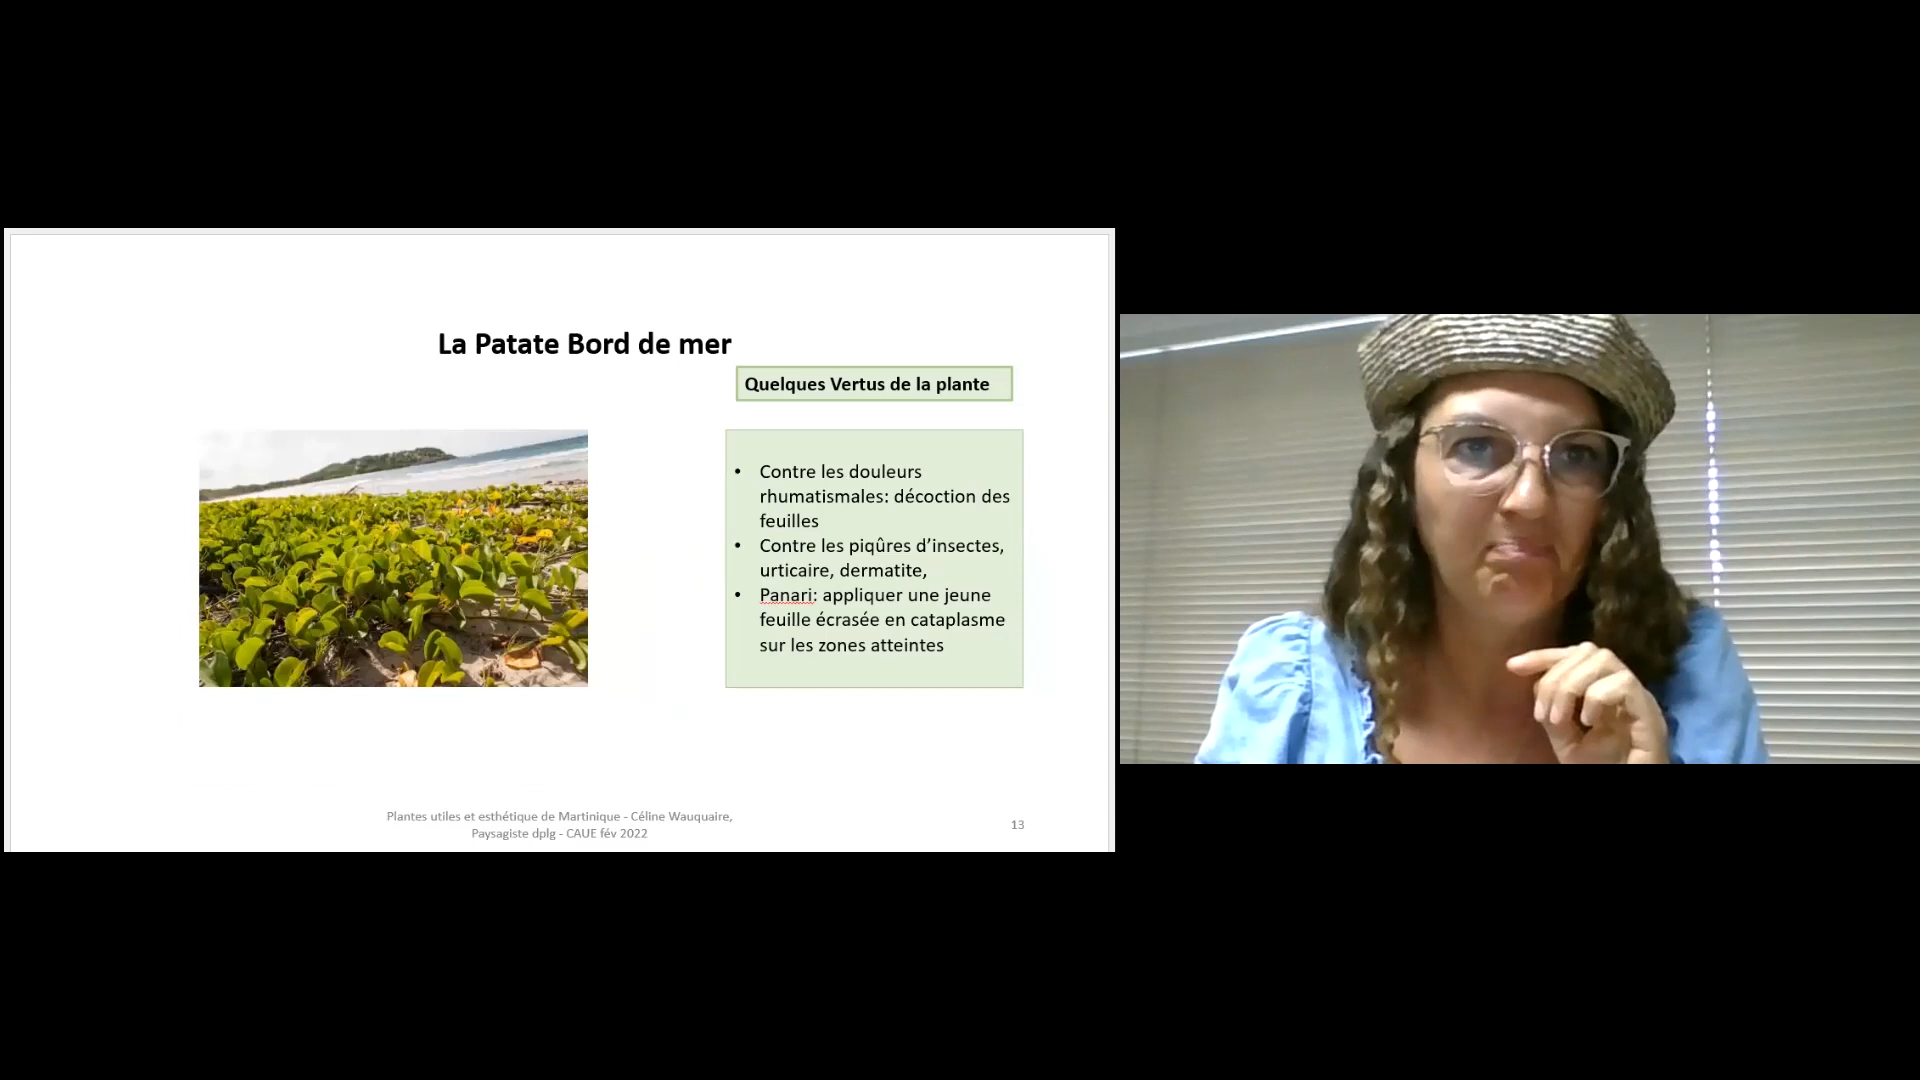 La Patate Bord de mer
Quelques Vertus de la plante
• Contre les douleurs
rhumatismales: décoction des
feuilles
• Contre les piqûres d’insectes,
urticaire, dermatite,
• Panari: appliquer une jeune
feuille écrasée en cataplasme
sur les zones atteintes
Plantes utiles et esthétique de Martinique - Céline Wauquaire,
Paysagiste dplg - CAUE fév 2022
13